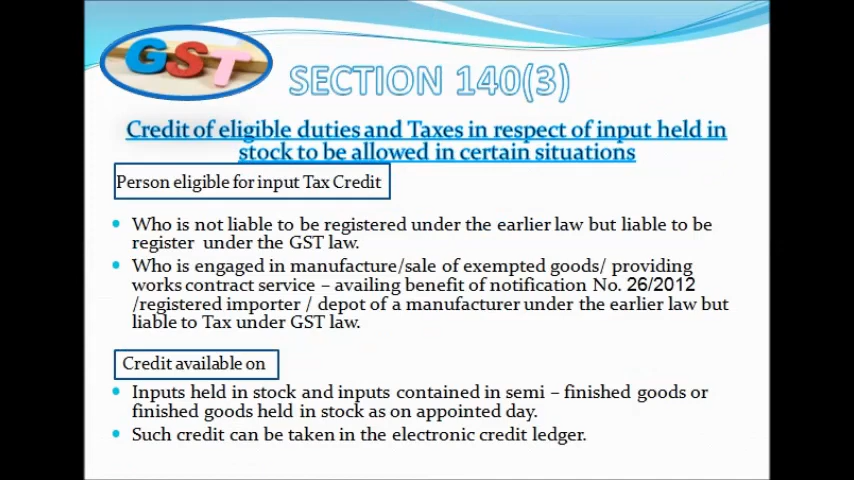 GST
SECTION 140(3)
Credit of eligible duties and Taxes in respect of input held in
stock to be allowed in certain situations
Person eligible for input Tax Credit
• Who is not liable to be registered under the earlier law but liable to be
register under the GST law.
• Who is engaged in manufacture/sale of exempted goods/ providing
works contract service – availing benefit of notification No. 26/2012
/registered importer / depot of a manufacturer under the earlier law but
liable to Tax under GST law.
Credit available on
• Inputs held in stock and inputs contained in semi – finished goods or
finished goods held in stock as on appointed day.
• Such credit can be taken in the electronic credit ledger.